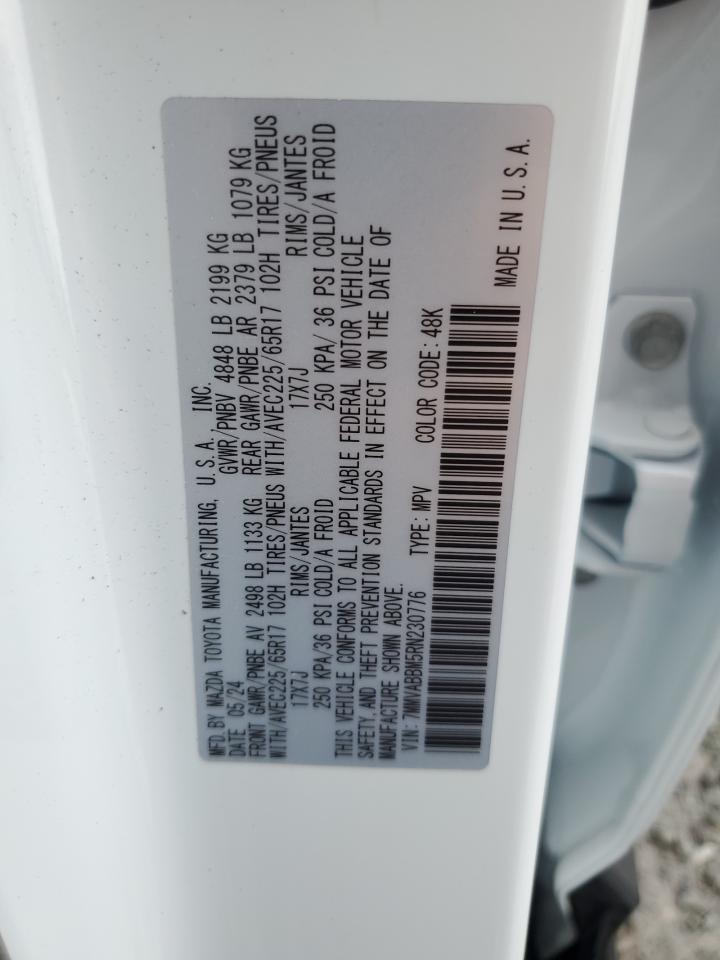 MFD. BY MAZDA TOYOTA MANUFACTURING, U.S.A. INC.
DATE 05/24 GVWR/PNBV 4848 LB 2199 KG
FRONT GAWR/PNBE AV 2498 LB 1133 KG REAR GAWR/PNBE AR 2379 LB 1079 KG
WITH/AVEC225/65R17 102H TIRES/PNEUS WITH/AVEC225/65R17 102H TIRES/PNEUS
17X7J RIMS/JANTES 17X7J RIMS/JANTES
250 KPA/36 PSI COLD/A FROID 250 KPA/ 36 PSI COLD/A FROID
THIS VEHICLE CONFORMS TO ALL APPLICABLE FEDERAL MOTOR VEHICLE
SAFETY,AND THEFT PREVENTION STANDARDS IN EFFECT ON THE DATE OF
MANUFACTURE SHOWN ABOVE.
VIN: 7MMVABBM5RN230776 TYPE: MPV COLOR CODE: 48K
MADE IN U.S.A.